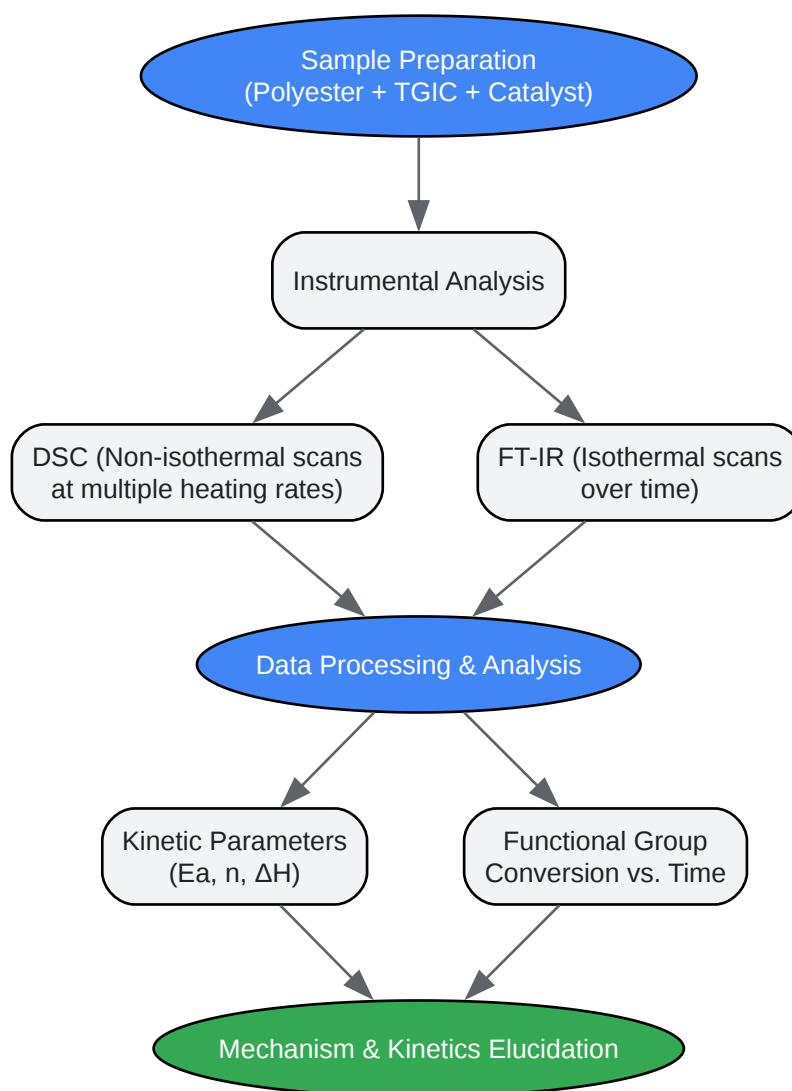 Sample Preparation
(Polyester + TGIC + Catalyst)
Instrumental Analysis
DSC (Non-isothermal scans
at multiple heating rates)
FT-IR (Isothermal scans
over time)
Data Processing & Analysis
Kinetic Parameters
(Ea, n, ΔH)
Functional Group
Conversion vs. Time
Mechanism & Kinetics Elucidation